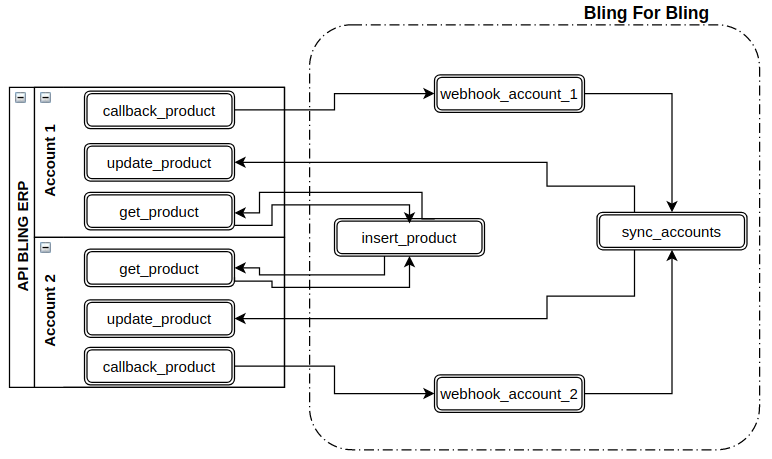 Bling For Bling
API BLING ERP
Account 1
callback_product
update_product
get_product
Account 2
get_product
update_product
callback_product
webhook_account_1
insert_product
sync_accounts
webhook_account_2